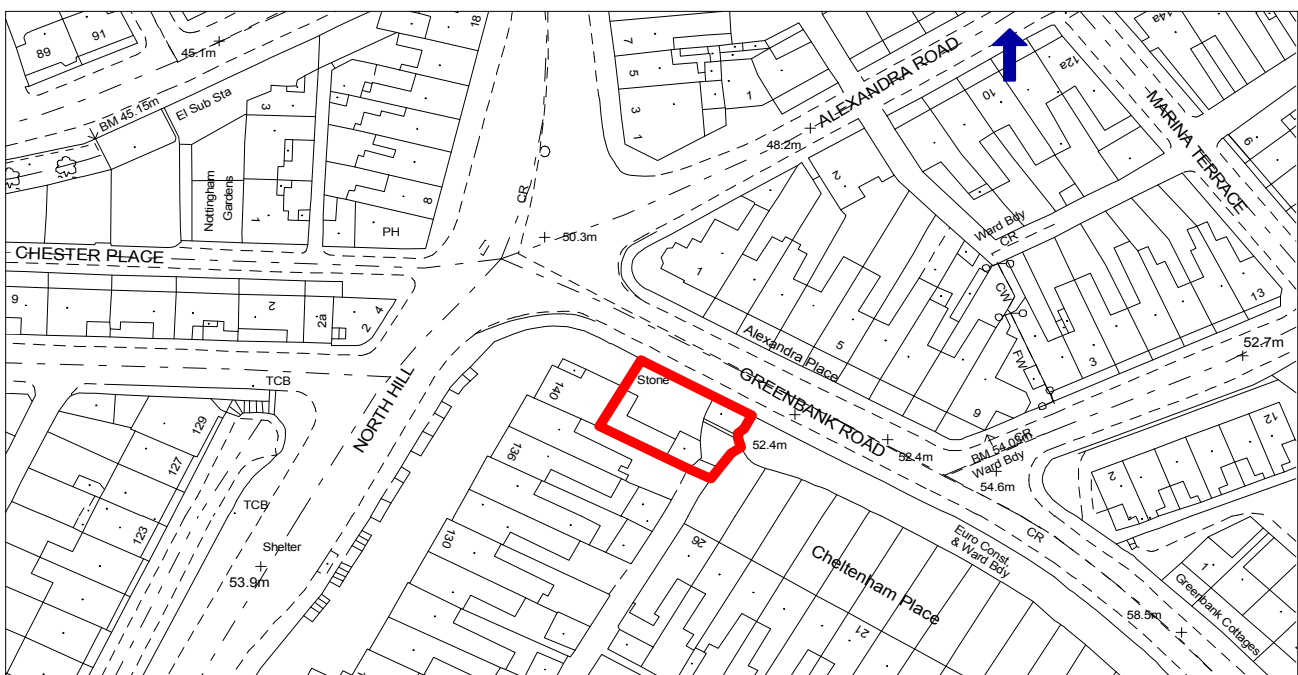 89
91
45.1m
18
7
5
3
1
1
ALEXANDRA ROAD
14a
12a
10
MARINA TERRACE
6
BM 45.15m
El Sub Sta
3
48.2m
2
Nottingham
Gardens
1
8
PH
CR
50.3m
Ward Bdy
CR
CHESTER PLACE
1
CW
13
9
2
2a
2
4
Alexandra Place
5
FW
3
52.7m
TCB
NORTH HILL
140
Stone
GREENBANK ROAD
9
129
136
52.4m
52.4m
CR
BM 54.09m
Ward Bdy
54.6m
12
2
127
TCB
123
Shelter
130
26
Euro Const,
& Ward Bdy
CR
53.9m
Cheltenham Place
21
1
Greenbank Cottages
58.5m